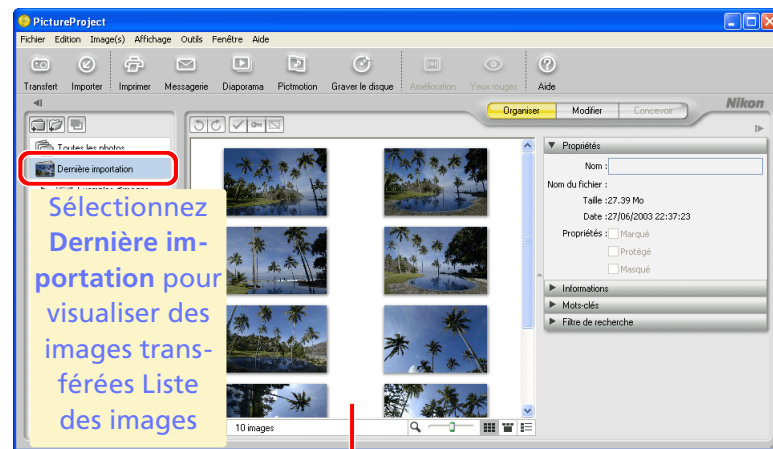 PictureProject
Fichier Edition Image(s) Affichage Outils Fenêtre Aide
Transfert Importer Imprimer Messagerie Diaporama Pictmotion Graver le disque Amélioration Yeux rouges Aide
Organiser Modifier Concevoir Nikon
Toutes les photos
Dernière importation
Exemples d'images
Sélectionnez
Dernière im-
portation pour
visualiser des
images trans-
férées Liste
des images
10 images
Propriétés
Nom :
Nom du fichier :
Taille :27.39 Mo
Date :27/06/2003 22:37:23
Propriétés : Marqué
Protégé
Masqué
Informations
Mots-clés
Filtre de recherche